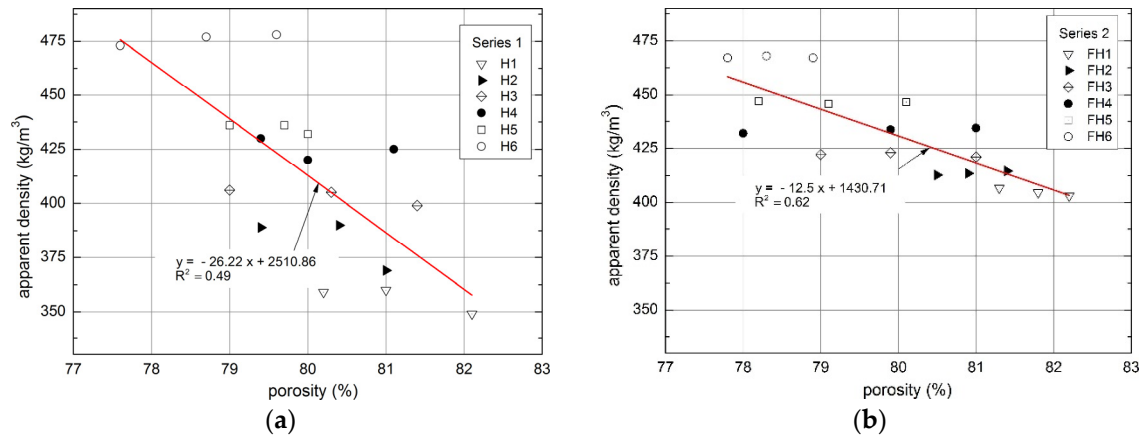 475
450
425
400
375
350
apparent density (kg/m³)
77 78 79 80 81 82 83
porosity (%)
Series 1
H1
H2
H3
H4
H5
H6
y = - 26.22 x + 2510.86
R² = 0.49
(a)
475
450
425
400
375
350
apparent density (kg/m³)
77 78 79 80 81 82 83
porosity (%)
Series 2
FH1
FH2
FH3
FH4
FH5
FH6
y = - 12.5 x + 1430.71
R² = 0.62
(b)